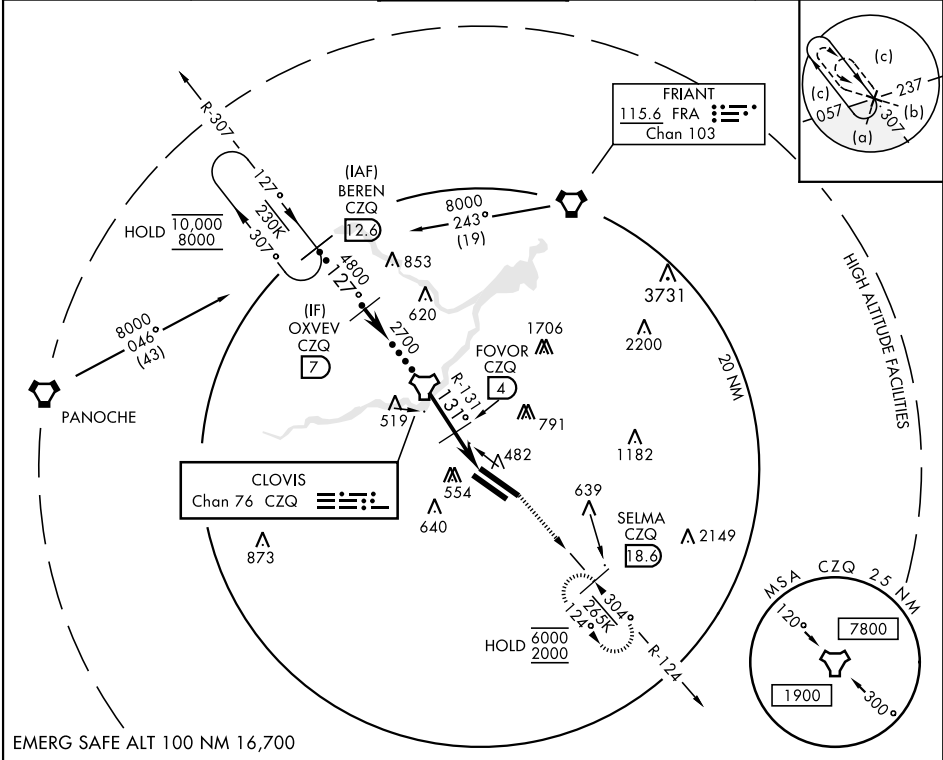 (c)
237
(c)
057
(b)
307
(a)
FRIANT
115.6 FRA
Chan 103
R-307
127°
230K
307°
HOLD 10,000
8000
(IAF)
BEREN
CZQ
12.6
8000
243°
(19)
853
4800
127°
620
3731
HIGH ALTITUDE FACILITIES
8000
046°
(43)
(IF)
OXVEV
CZQ
7
2700
1706
2200
FOVOR
CZQ
4
20 NM
PANOCHE
R-131
131°
519
791
1182
482
CLOVIS
Chan 76 CZQ
554
640
639
SELMA
CZQ
18.6
2149
873
MSA CZQ 25 NM
120°
7800
1900
300°
304°
265K
124°
HOLD 6000
2000
R-124
EMERG SAFE ALT 100 NM 16,700